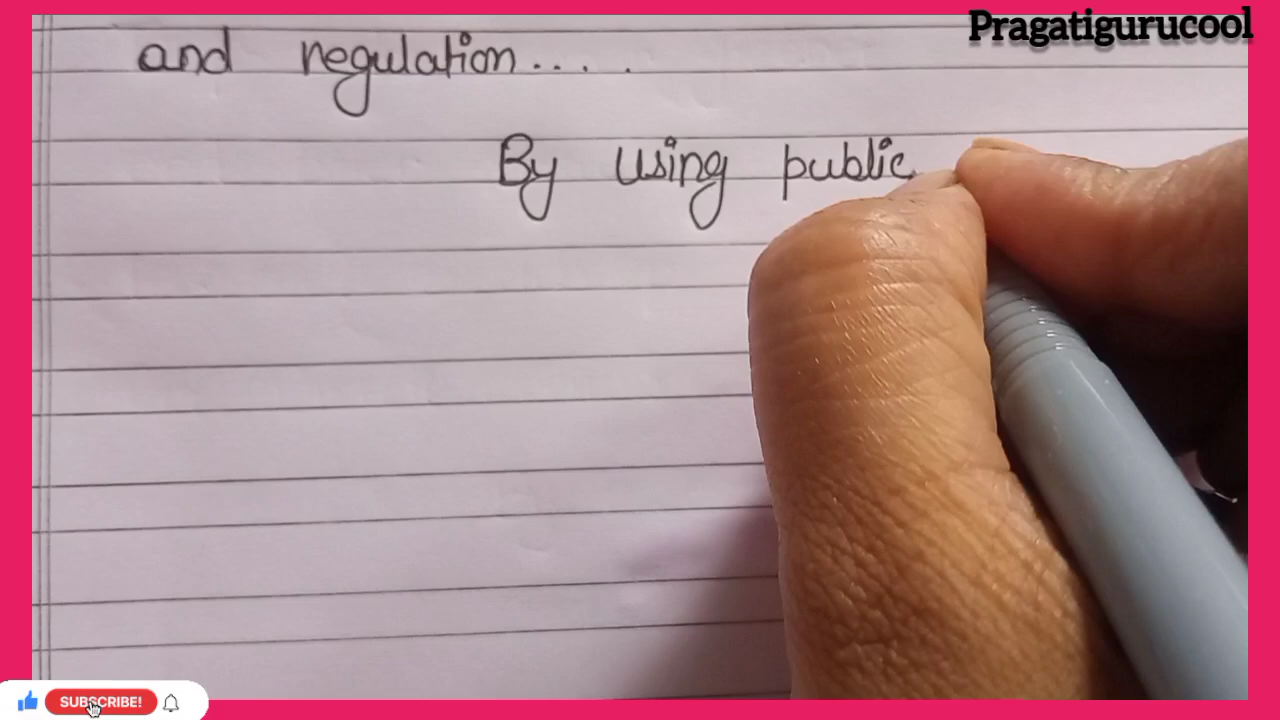 Pragatigurucool
and regulation.... .
By using public
SUBSCRIBE!